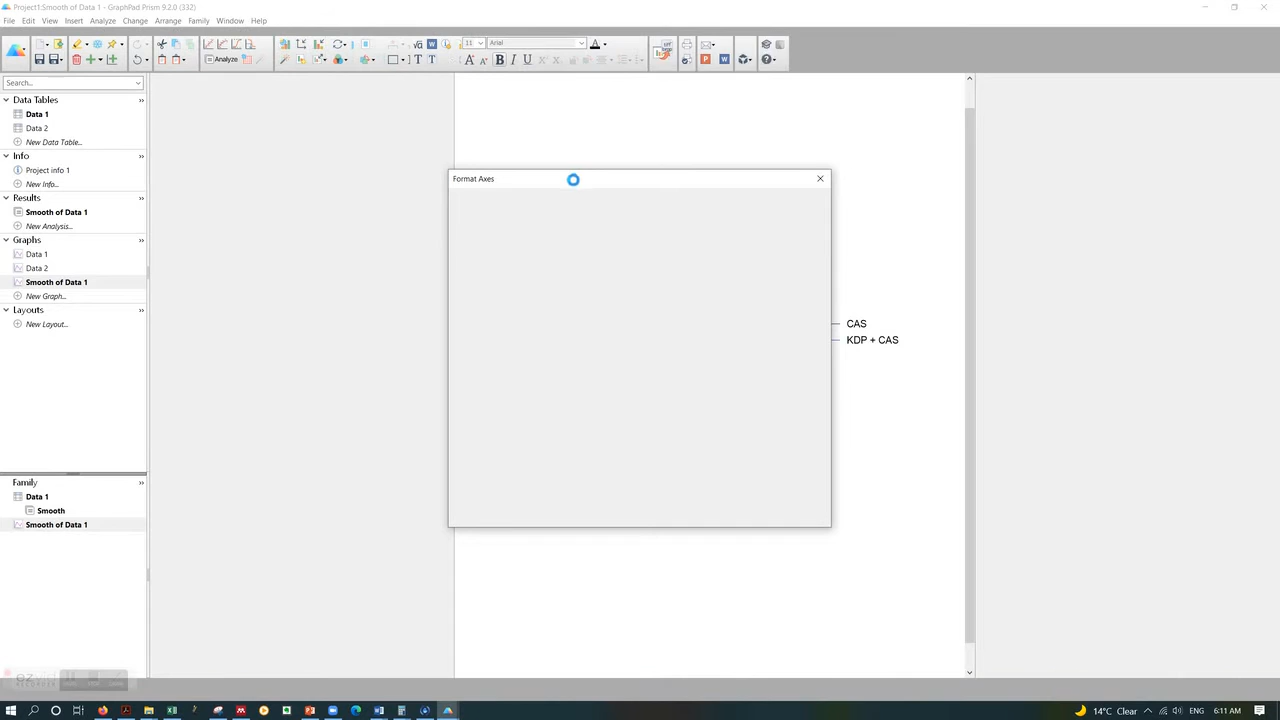 Project1:Smooth of Data 1 - GraphPad Prism 9.2.0 (332)
File Edit View Insert Analyze Change Arrange Family Window Help
11 Arial
Analyze
Search...
Data Tables
Data 1
Data 2
New Data Table...
Info
Project info 1
New Info...
Results
Smooth of Data 1
New Analysis...
Graphs
Data 1
Data 2
Smooth of Data 1
New Graph...
Layouts
New Layout...
Format Axes
CAS
KDP + CAS
Family
Data 1
Smooth
Smooth of Data 1
ezvid
RECORDER
14°C Clear
6:11 AM